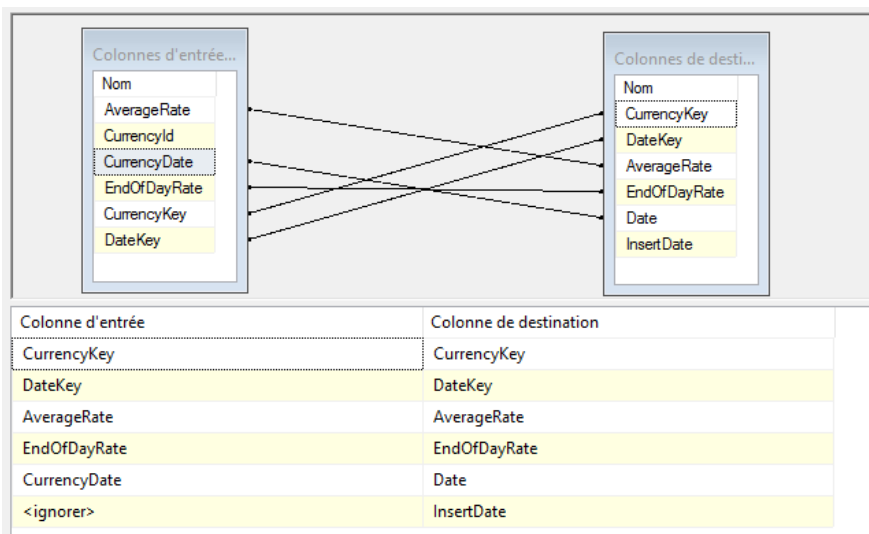 Colonnes d'entrée...
Nom
AverageRate
CurrencyId
CurrencyDate
EndOfDayRate
CurrencyKey
DateKey
Colonnes de desti...
Nom
CurrencyKey
DateKey
AverageRate
EndOfDayRate
Date
InsertDate
Colonne d'entrée Colonne de destination
CurrencyKey CurrencyKey
DateKey DateKey
AverageRate AverageRate
EndOfDayRate EndOfDayRate
CurrencyDate Date
<ignorer> InsertDate